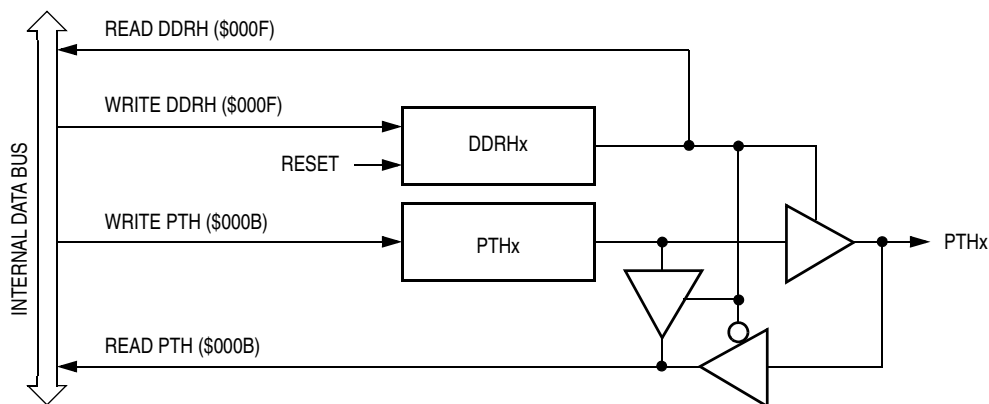 READ DDRH ($000F)
WRITE DDRH ($000F)
DDRHx
RESET
INTERNAL DATA BUS
WRITE PTH ($000B)
PTHx
PTHx
READ PTH ($000B)